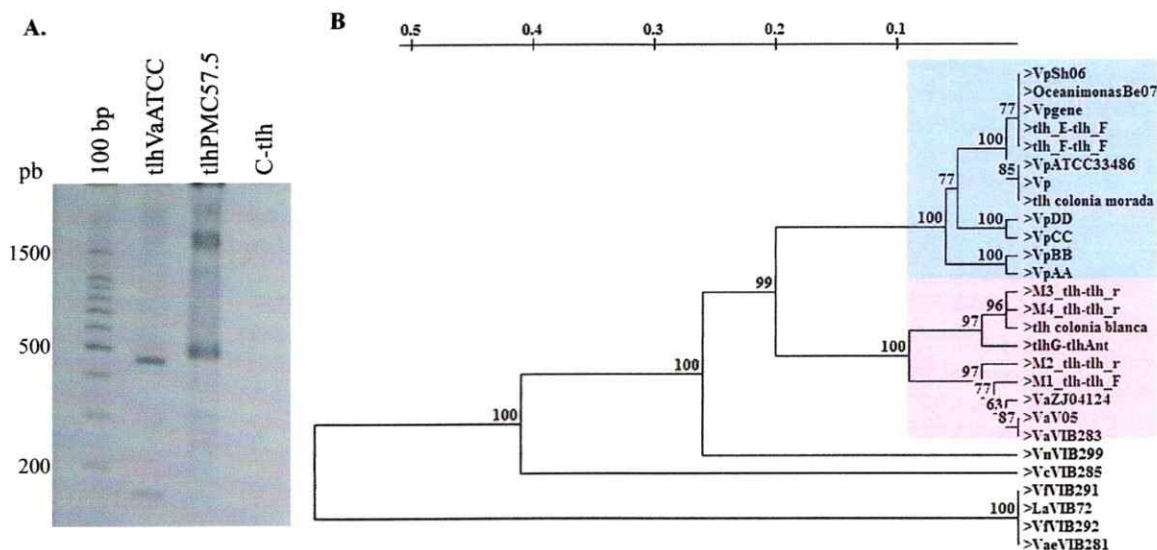 A.
100 bp
tlhVaATCC
tlhPMC57.5
C-tlh
pb
1500
500
200
B
0.5 0.4 0.3 0.2 0.1
>VpSh06
>OceanimonasBe07
>Vpgene
>tlh_E-tlh_F
>tlh_F-tlh_F
>VpATCC33486
>Vp
>tlh colonia morada
>VpDD
>VpCC
>VpBB
>VpAA
>M3_tlh-tlh_r
>M4_tlh-tlh_r
>tlh colonia blanca
>tlhG-tlhAnt
>M2_tlh-tlh_r
>M1_tlh-tlh_F
>VaZJ04124
>VaV05
>VaVIB283
>VnVIB299
>VcVIB285
>VfVIB291
>LaVIB72
>VfVIB292
>VaeVIB281
77
100
85
77
100
100
100
99
96
97
100
97
77
63
87
100
100
100